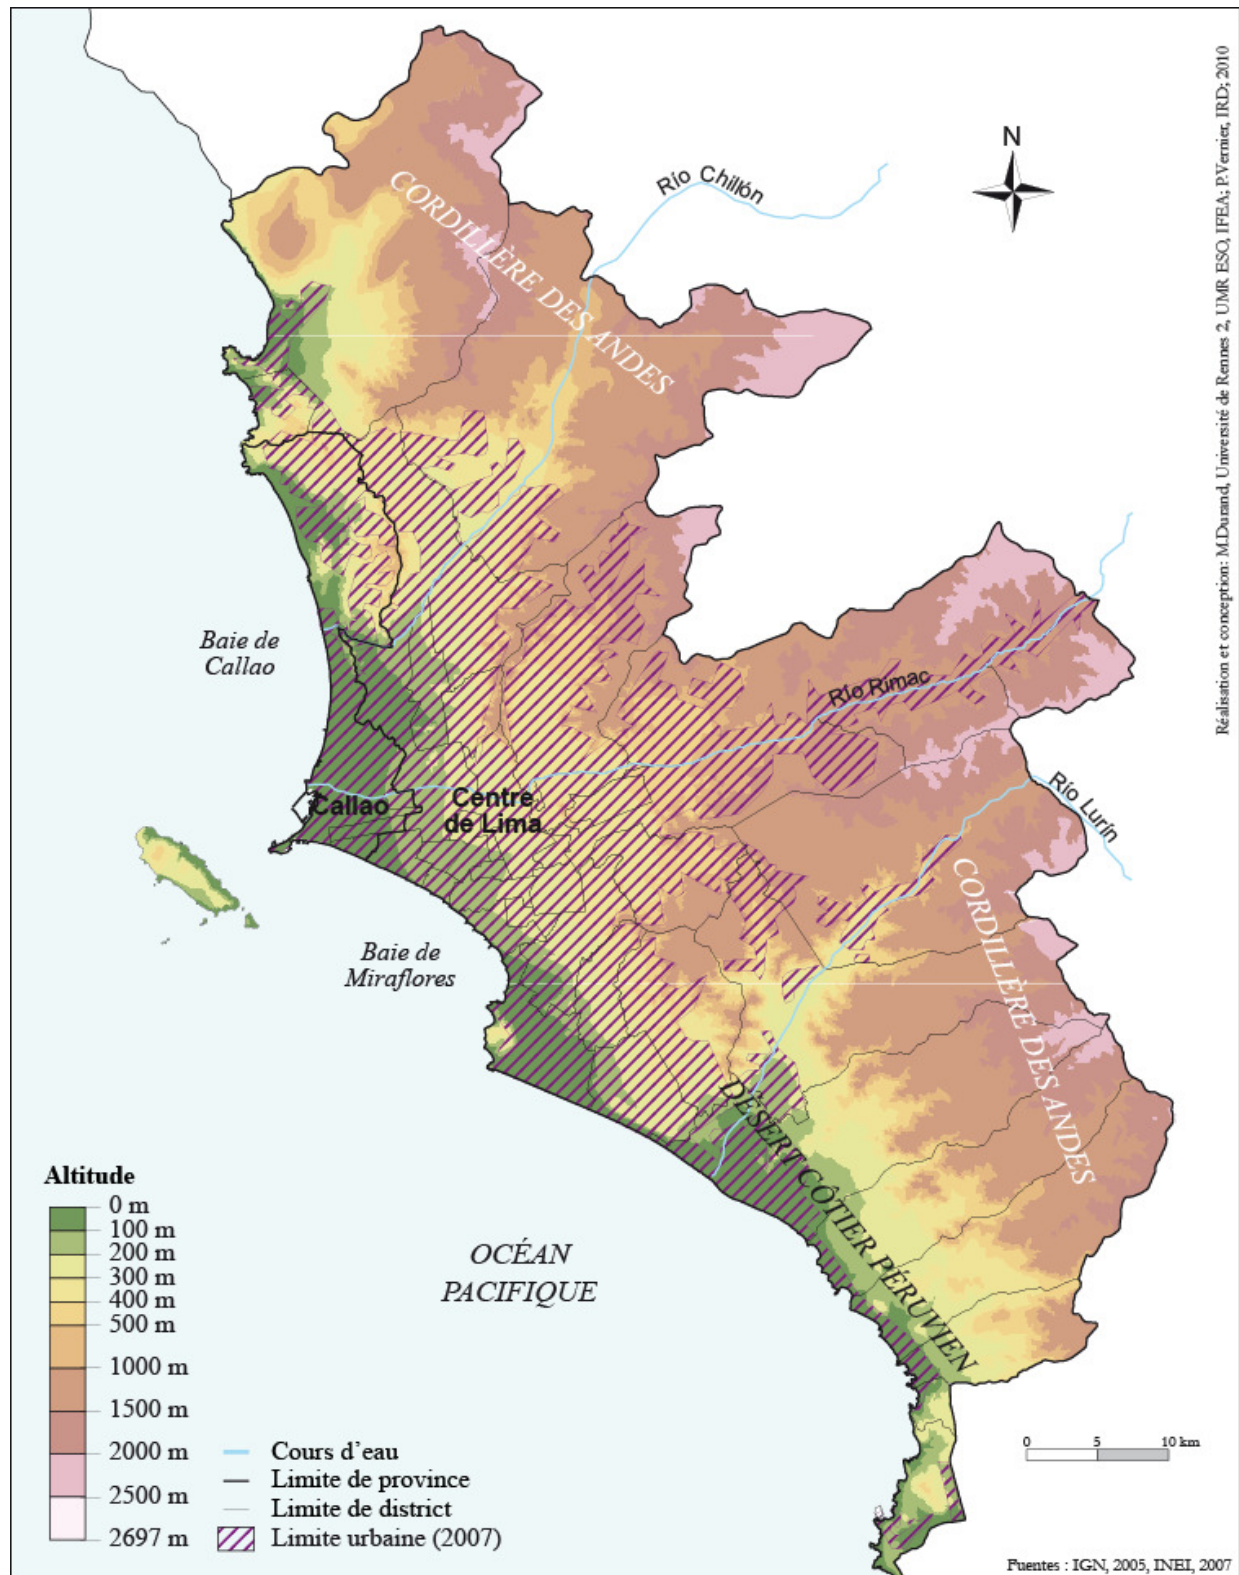 Réalisation et conception: M.Durand, Université de Rennes 2, UMR ESO, IFEA; P.Vernier, IRD; 2010
N
Río Chillón
CORDILLÈRE DES ANDES
Baie de
Callao
Río Rimac
Callao
Centre
de Lima
Río Lurín
CORDILLÈRE DES ANDES
Baie de
Miraflores
DÉSERT CÔTIER PÉRUVIEN
OCÉAN
PACIFIQUE
Altitude
0 m
100 m
200 m
300 m
400 m
500 m
1000 m
1500 m
2000 m
2500 m
2697 m
Cours d'eau
Limite de province
Limite de district
Limite urbaine (2007)
0 5 10 km
Fuentes : IGN, 2005, INEI, 2007